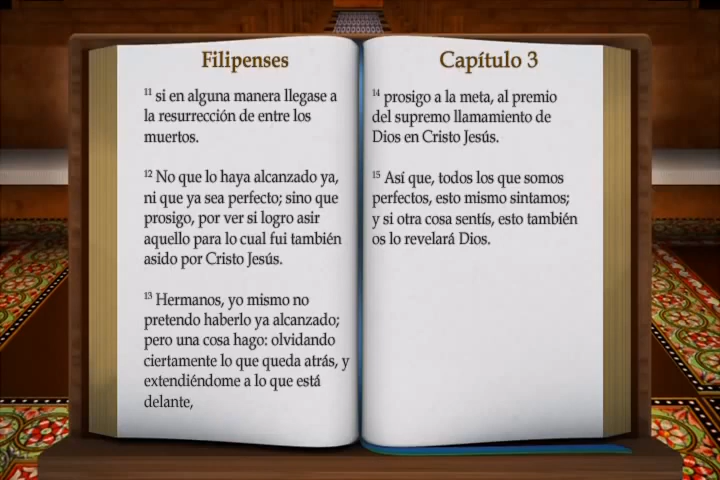 Filipenses
¹¹ si en alguna manera llegase a
la resurrección de entre los
muertos.
¹² No que lo haya alcanzado ya,
ni que ya sea perfecto; sino que
prosigo, por ver si logro asir
aquello para lo cual fui también
asido por Cristo Jesús.
¹³ Hermanos, yo mismo no
pretendo haberlo ya alcanzado;
pero una cosa hago: olvidando
ciertamente lo que queda atrás, y
extendiéndome a lo que está
delante,
Capítulo 3
¹⁴ prosigo a la meta, al premio
del supremo llamamiento de
Dios en Cristo Jesús.
¹⁵ Así que, todos los que somos
perfectos, esto mismo sintamos;
y si otra cosa sentís, esto también
os lo revelará Dios.